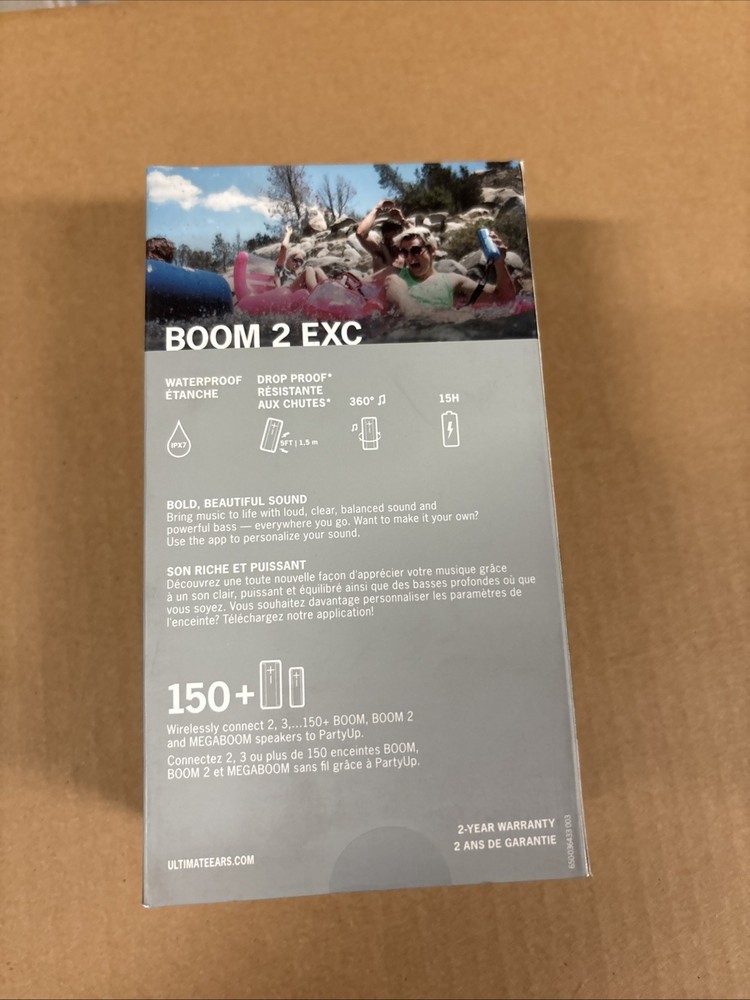 BOOM 2 EXC
WATERPROOF
ÉTANCHE
DROP PROOF*
RÉSISTANTE
AUX CHUTES*
360°
15H
IPX7
5FT | 1,5 m
BOLD, BEAUTIFUL SOUND
Bring music to life with loud, clear, balanced sound and
powerful bass — everywhere you go. Want to make it your own?
Use the app to personalize your sound.
SON RICHE ET PUISSANT
Découvrez une toute nouvelle façon d'apprécier votre musique grâce
à un son clair, puissant et équilibré ainsi que des basses profondes où que
vous soyez. Vous souhaitez davantage personnaliser les paramètres de
l'enceinte? Téléchargez notre application!
150+
Wirelessly connect 2, 3,...150+ BOOM, BOOM 2
and MEGABOOM speakers to PartyUp.
Connectez 2, 3 ou plus de 150 enceintes BOOM,
BOOM 2 et MEGABOOM sans fil grâce à PartyUp.
2-YEAR WARRANTY
2 ANS DE GARANTIE
ULTIMATEEARS.COM